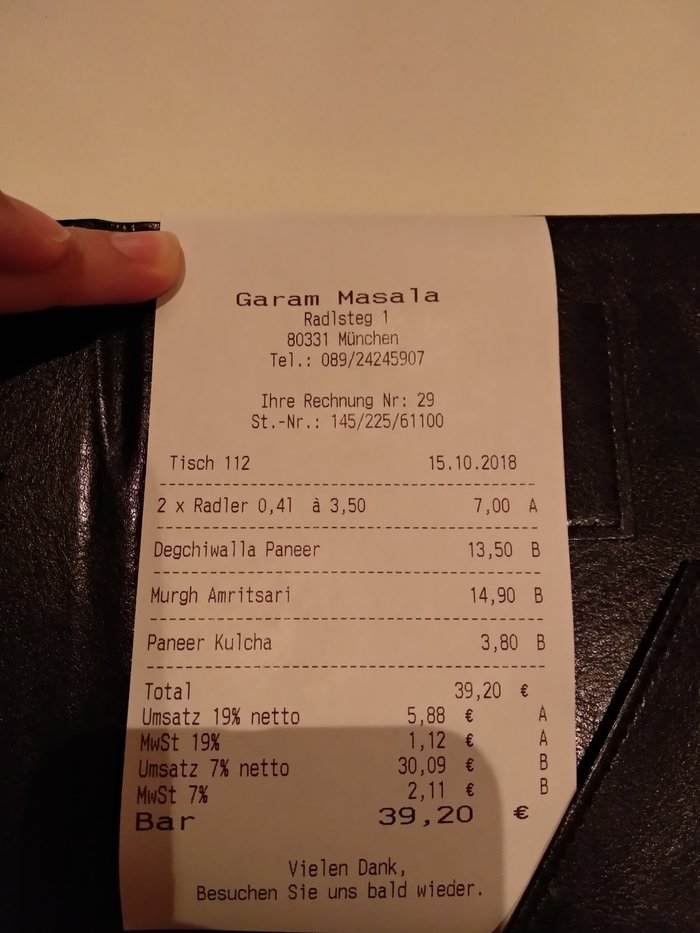 Garam Masala
Radlsteg 1
80331 München
Tel.: 089/24245907
Ihre Rechnung Nr: 29
St.-Nr.: 145/225/61100
Tisch 112 15.10.2018
2 x Radler 0,4l à 3,50 7,00 A
Degchiwalla Paneer 13,50 B
Murgh Amritsari 14,90 B
Paneer Kulcha 3,80 B
Total 39,20 €
Umsatz 19% netto 5,88 € A
MwSt 19% 1,12 € A
Umsatz 7% netto 30,09 € B
MwSt 7% 2,11 € B
Bar 39,20 €
Vielen Dank,
Besuchen Sie uns bald wieder.